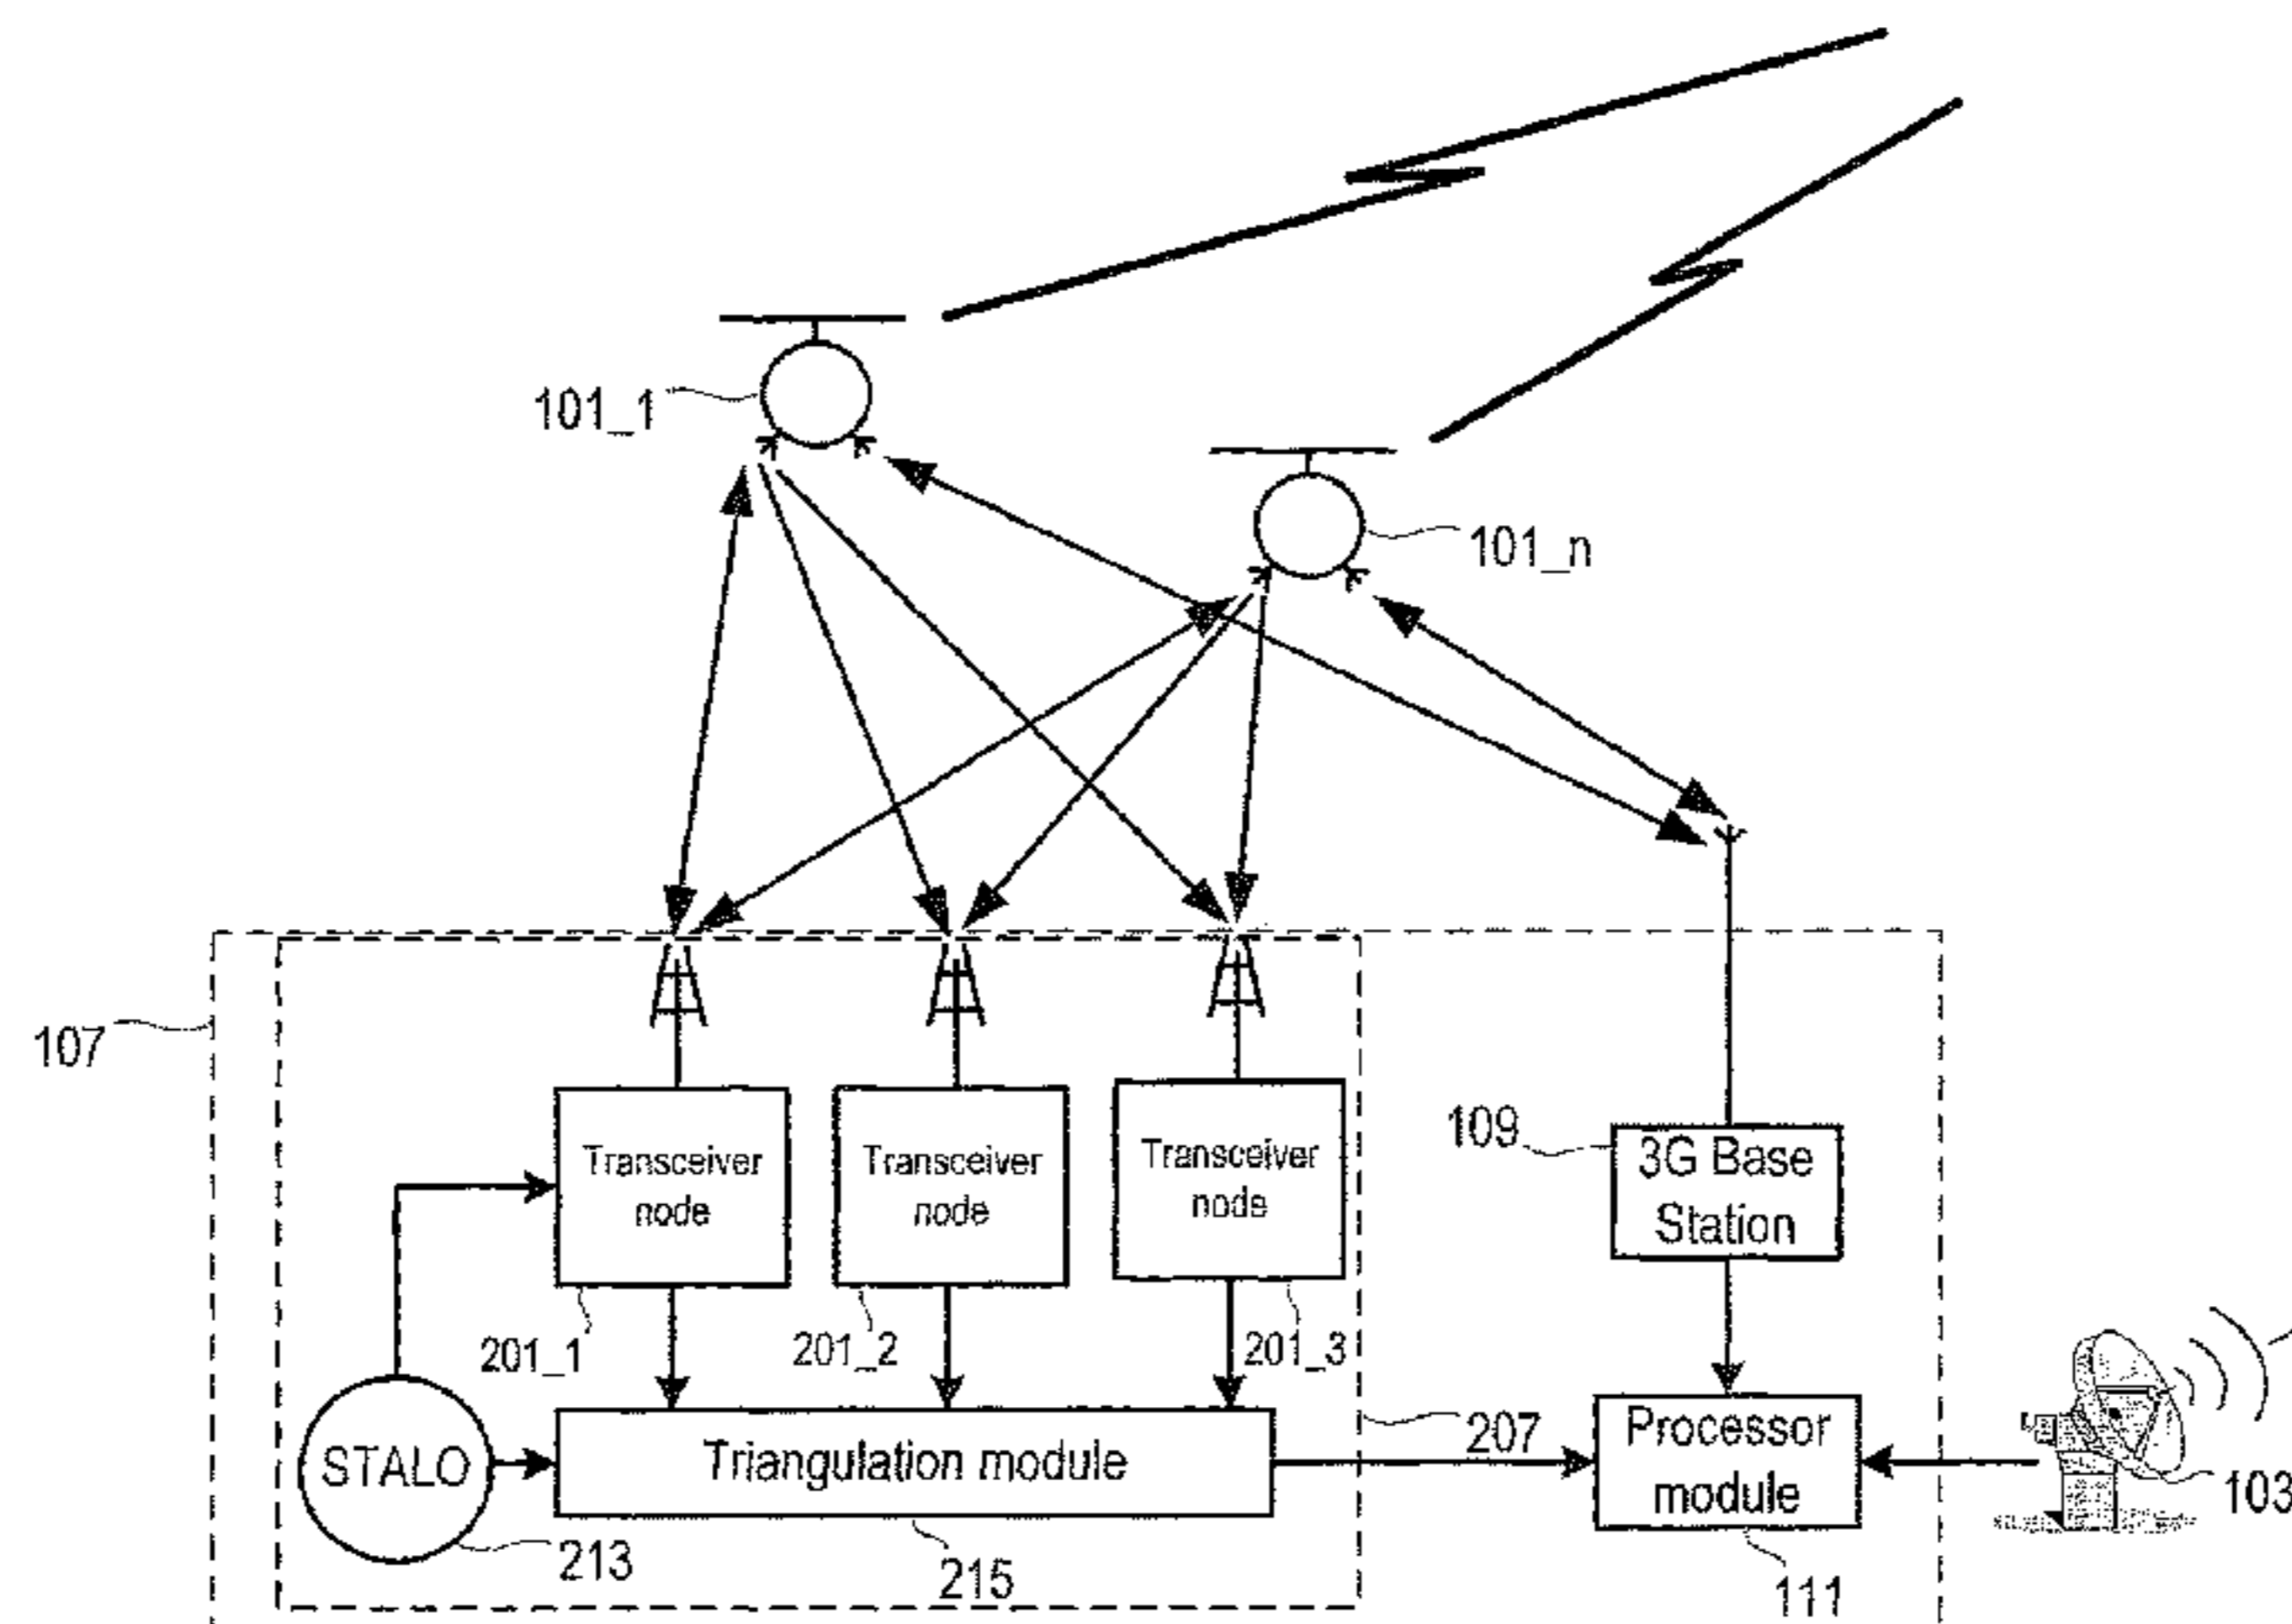 101_1
101_n
107
Transceiver
node
Transceiver
node
Transceiver
node
109
3G Base
Station
201_1
201_2
201_3
STALO
Triangulation module
207
Processor
module
103
213
215
111